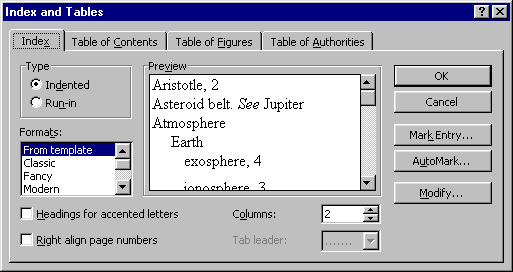 Index and Tables
Index
Table of Contents
Table of Figures
Table of Authorities
Type
Indented
Run-in
Formats:
From template
Classic
Fancy
Modern
Preview
Aristotle, 2
Asteroid belt. See Jupiter
Atmosphere
Earth
exosphere, 4
ionosphere, 3
OK
Cancel
Mark Entry...
AutoMark...
Modify...
Headings for accented letters
Columns:
2
Right align page numbers
Tab leader:
.......